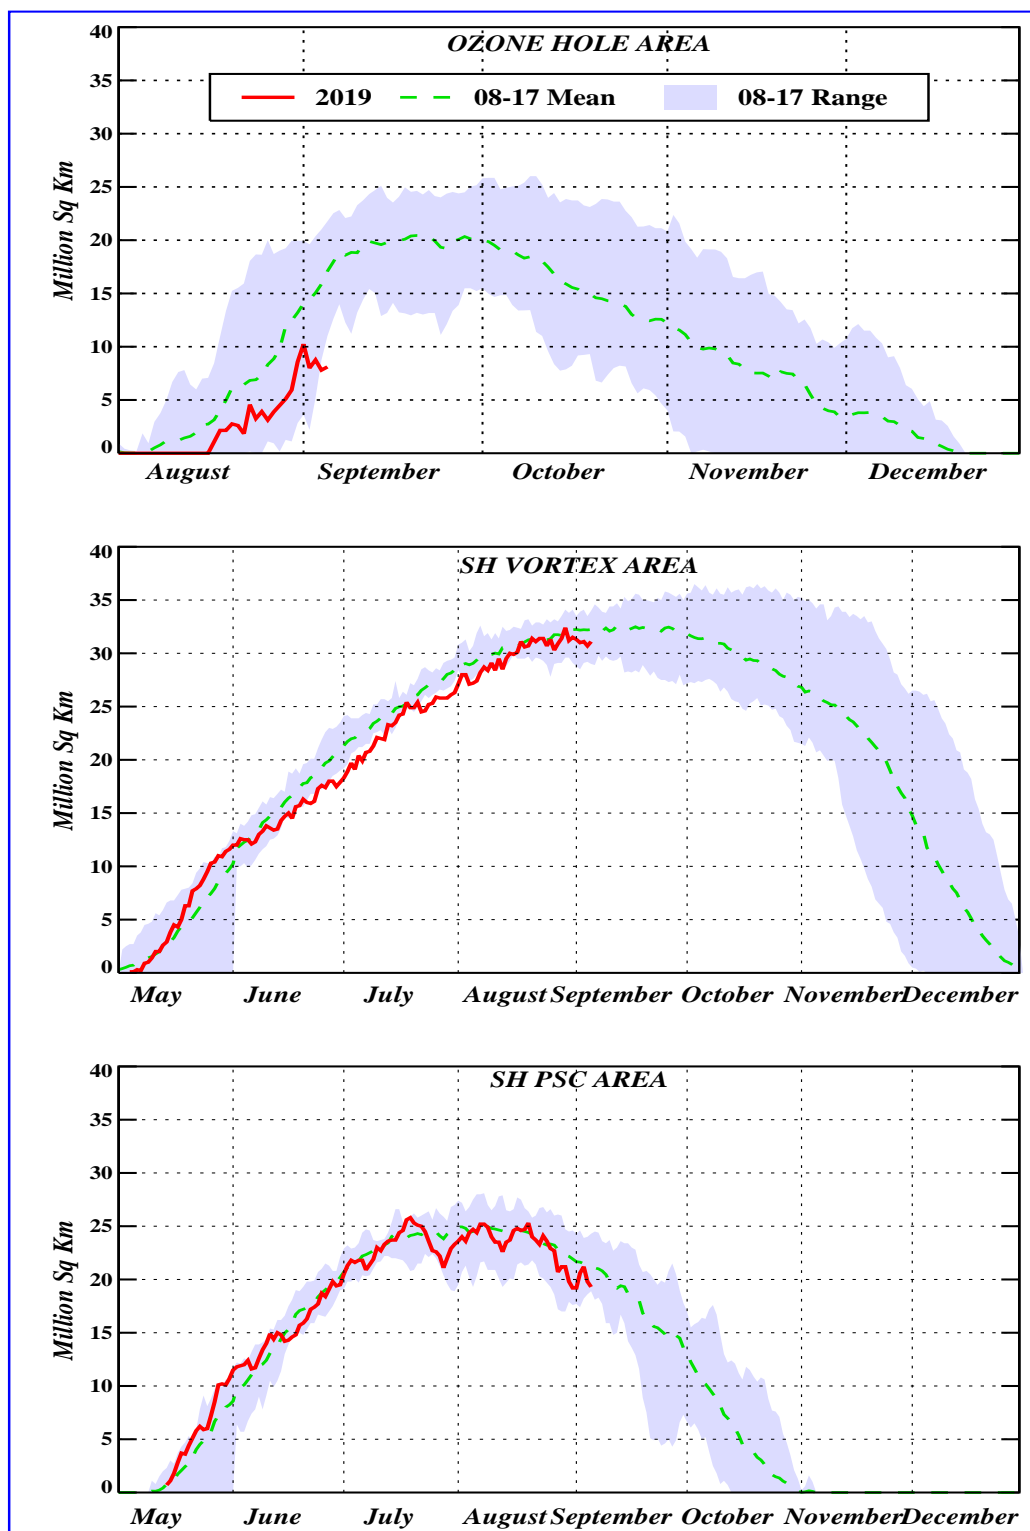 OZONE HOLE AREA
2019 08-17 Mean 08-17 Range
40
35
30
25
20
15
10
5
0
Million Sq Km
August September October November December
SH VORTEX AREA
40
35
30
25
20
15
10
5
0
Million Sq Km
May June July August September October November December
SH PSC AREA
40
35
30
25
20
15
10
5
0
Million Sq Km
May June July August September October November December